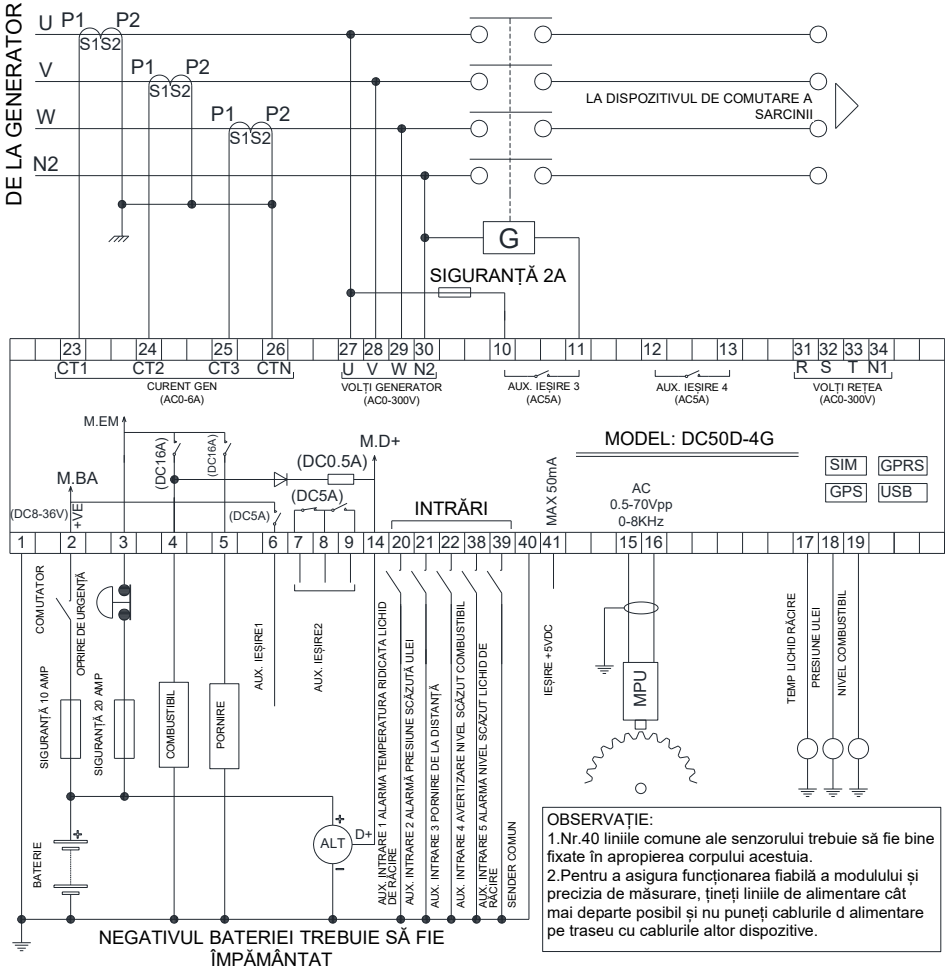 DE LA GENERATOR
U P1 P2
S1S2
V P1 P2
S1S2
W P1 P2
S1S2
N2
LA DISPOZITIVUL DE COMUTARE A
SARCINII
G
SIGURANȚĂ 2A
23 24 25 26 27 28 29 30 10 11 12 13 31 32 33 34
CT1 CT2 CT3 CTN U V W N2 R S T N1
CURENT GEN
(AC0-6A)
VOLȚI GENERATOR
(AC0-300V)
AUX. IEȘIRE 3
(AC5A)
AUX. IEȘIRE 4
(AC5A)
VOLȚI REȚEA
(AC0-300V)
M.EM
(DC16A)
(DC16A)
M.D+
(DC0.5A)
MODEL: DC50D-4G
M.BA
(DC8-36V)
+VE
(DC5A)
(DC5A)
INTRĂRI
MAX 50mA
AC
0.5-70Vpp
0-8KHz
SIM GPRS
GPS USB
1 2 3 4 5 6 7 8 9 14 20 21 22 38 39 40 41 15 16 17 18 19
COMUTATOR
OPRIRE DE URGENȚĂ
SIGURANȚĂ 10 AMP
SIGURANȚĂ 20 AMP
COMBUSTIBIL
PORNIRE
AUX. IEȘIRE1
AUX. IEȘIRE2
AUX. INTRARE 1 ALARMA TEMPERATURA RIDICATA LICHID
DE RĂCIRE
AUX. INTRARE 2 ALARMĂ PRESIUNE SCĂZUTĂ ULEI
AUX. INTRARE 3 PORNIRE DE LA DISTANȚĂ
AUX. INTRARE 4 AVERTIZARE NIVEL SCĂZUT COMBUSTIBIL
AUX. INTRARE 5 ALARMĂ NIVEL SCAZUT LICHID DE
RĂCIRE
SENDER COMUN
IEȘIRE +5VDC
MPU
TEMP LICHID RĂCIRE
PRESIUNE ULEI
NIVEL COMBUSTIBIL
BATERIE
+
-
+
ALT
D+
-
NEGATIVUL BATERIEI TREBUIE SĂ FIE
ÎMPĂMÂNTAT
OBSERVAȚIE:
1.Nr.40 liniile comune ale senzorului trebuie să fie bine
fixate în apropierea corpului acestuia.
2.Pentru a asigura funcționarea fiabilă a modulului și
precizia de măsurare, țineți liniile de alimentare cât
mai departe posibil și nu puneți cablurile d alimentare
pe traseu cu cablurile altor dispozitive.